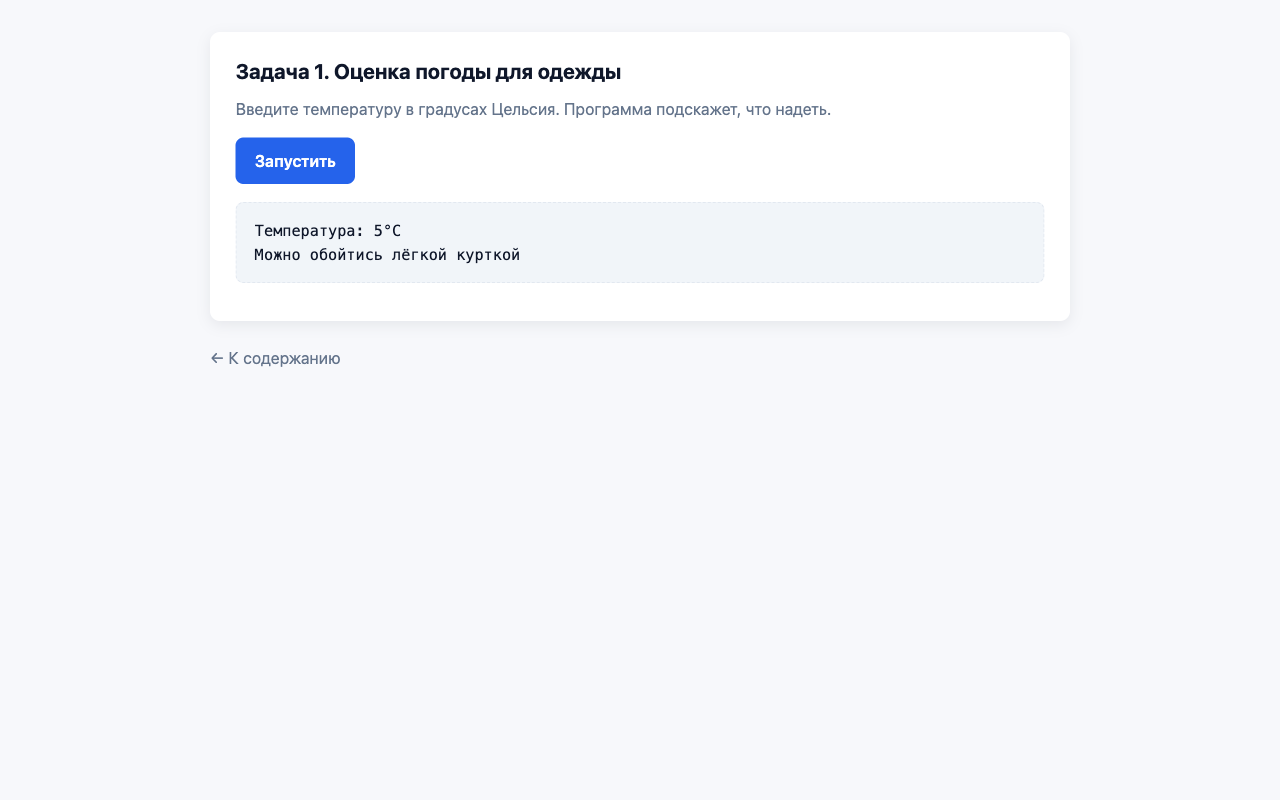 Задача 1. Оценка погоды для одежды
Введите температуру в градусах Цельсия. Программа подскажет, что надеть.
Запустить
Температура: 5°C
Можно обойтись лёгкой курткой
← К содержанию